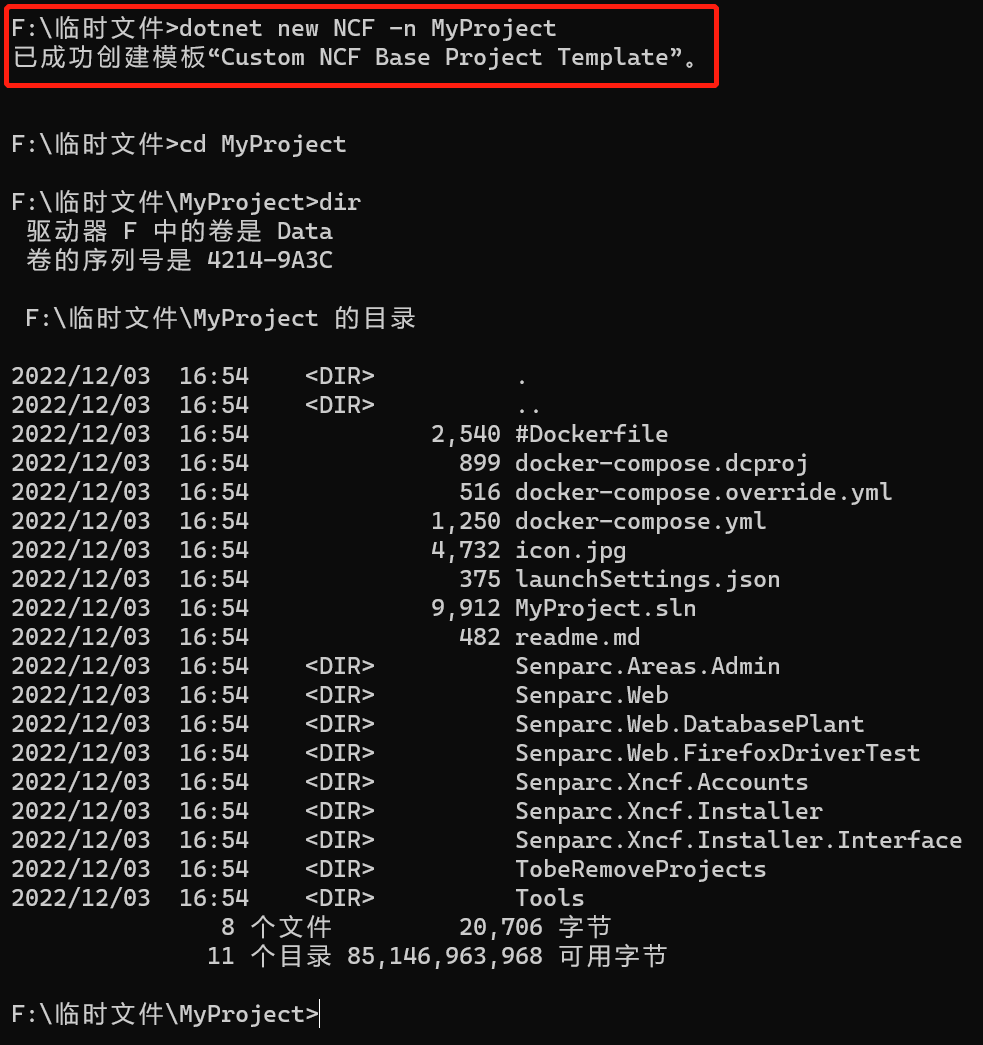 F:\临时文件>dotnet new NCF -n MyProject
已成功创建模板“Custom NCF Base Project Template”。
F:\临时文件>cd MyProject
F:\临时文件\MyProject>dir
驱动器 F 中的卷是 Data
卷的序列号是 4214-9A3C
F:\临时文件\MyProject 的目录
2022/12/03  16:54    <DIR>          .
2022/12/03  16:54    <DIR>          ..
2022/12/03  16:54             2,540 #Dockerfile
2022/12/03  16:54               899 docker-compose.dcproj
2022/12/03  16:54               516 docker-compose.override.yml
2022/12/03  16:54             1,250 docker-compose.yml
2022/12/03  16:54             4,732 icon.jpg
2022/12/03  16:54               375 launchSettings.json
2022/12/03  16:54             9,912 MyProject.sln
2022/12/03  16:54               482 readme.md
2022/12/03  16:54    <DIR>          Senparc.Areas.Admin
2022/12/03  16:54    <DIR>          Senparc.Web
2022/12/03  16:54    <DIR>          Senparc.Web.DatabasePlant
2022/12/03  16:54    <DIR>          Senparc.Web.FirefoxDriverTest
2022/12/03  16:54    <DIR>          Senparc.Xncf.Accounts
2022/12/03  16:54    <DIR>          Senparc.Xncf.Installer
2022/12/03  16:54    <DIR>          Senparc.Xncf.Installer.Interface
2022/12/03  16:54    <DIR>          TobeRemoveProjects
2022/12/03  16:54    <DIR>          Tools
8 个文件         20,706 字节
11 个目录 85,146,963,968 可用字节
F:\临时文件\MyProject>